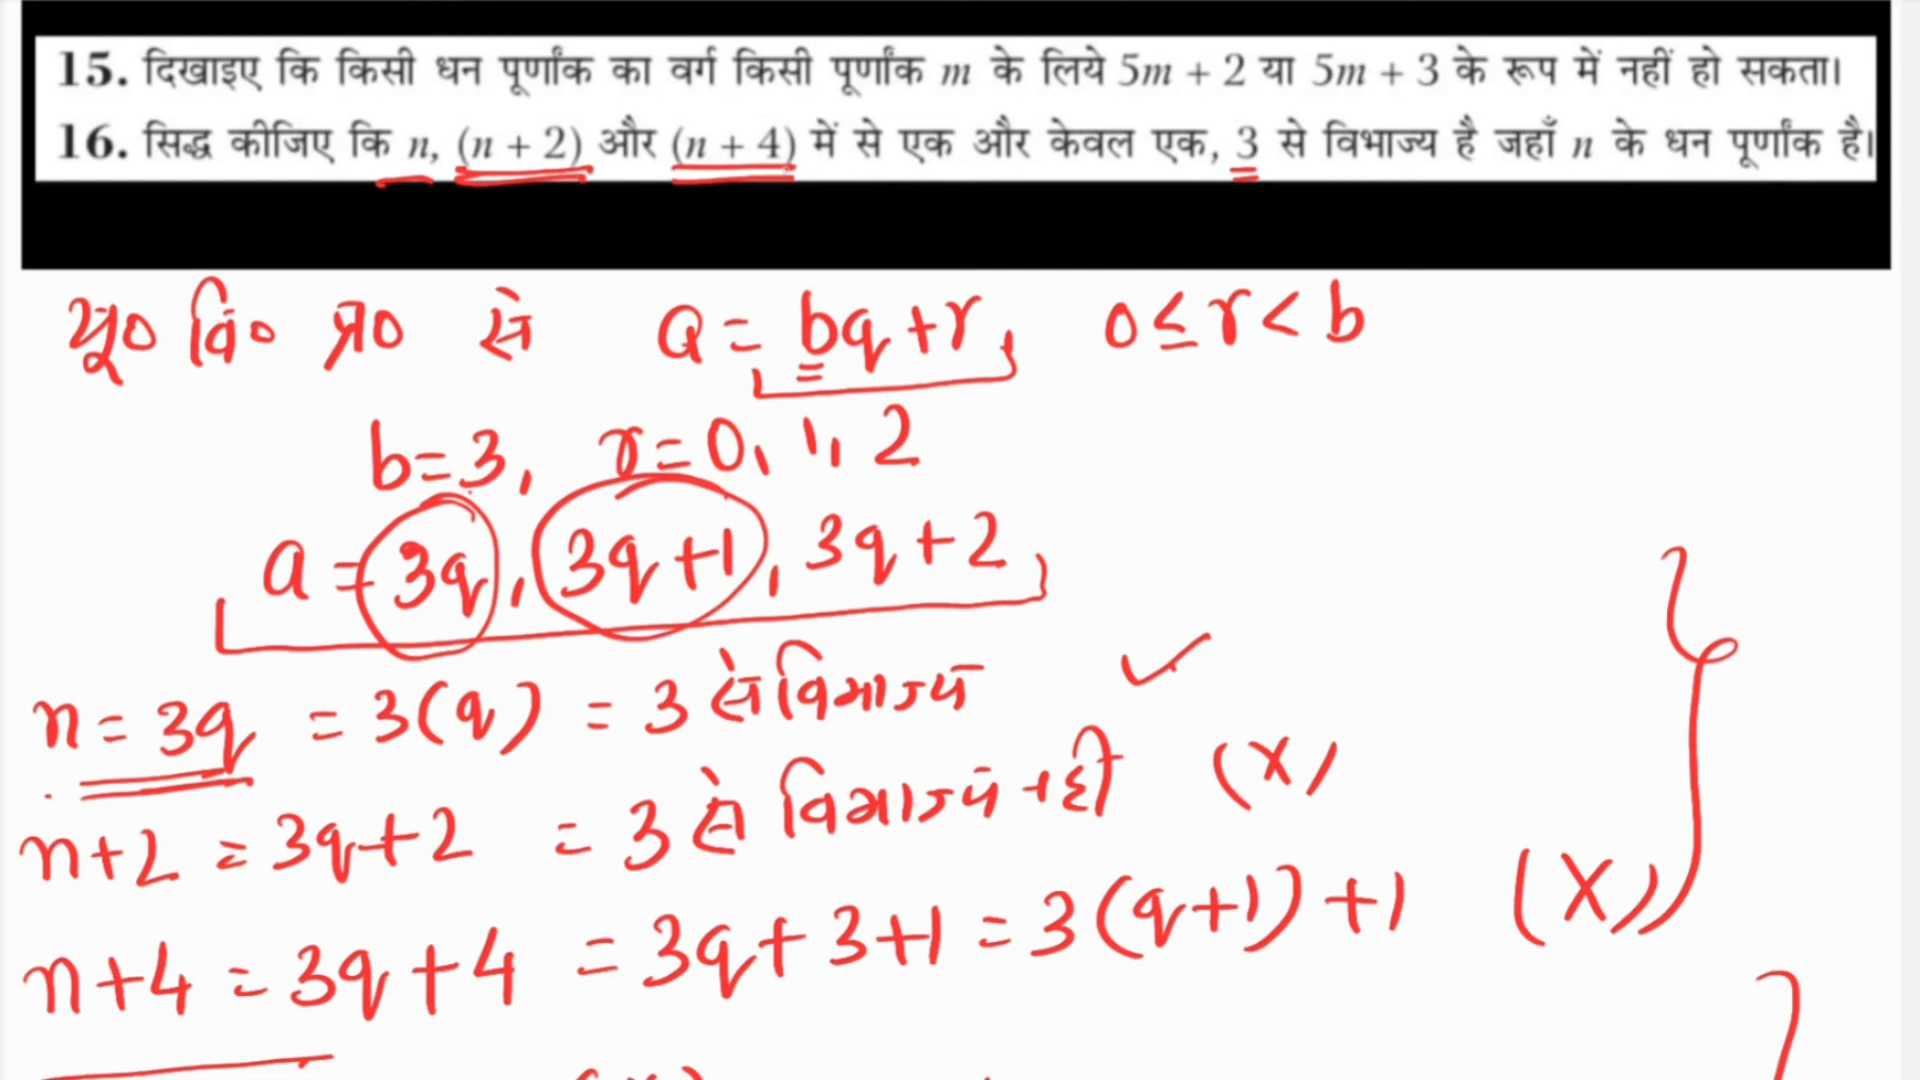 15. दिखाइए कि किसी धन पूर्णांक का वर्ग किसी पूर्णांक m के लिये 5m + 2 या 5m + 3 के रूप में नहीं हो सकता।
16. सिद्ध कीजिए कि n, (n + 2) और (n + 4) में से एक और केवल एक, 3 से विभाज्य है जहाँ n के धन पूर्णांक है।
यू० वि० प्र० से a = bq + r, 0 ≤ r < b
b = 3, r = 0, 1, 2
a = 3q, 3q + 1, 3q + 2
n = 3q = 3(q) = 3 से विभाज्य ✓
n + 2 = 3q + 2 = 3 से विभाज्य नहीं (X)
n + 4 = 3q + 4 = 3q + 3 + 1 = 3(q + 1) + 1 (X)